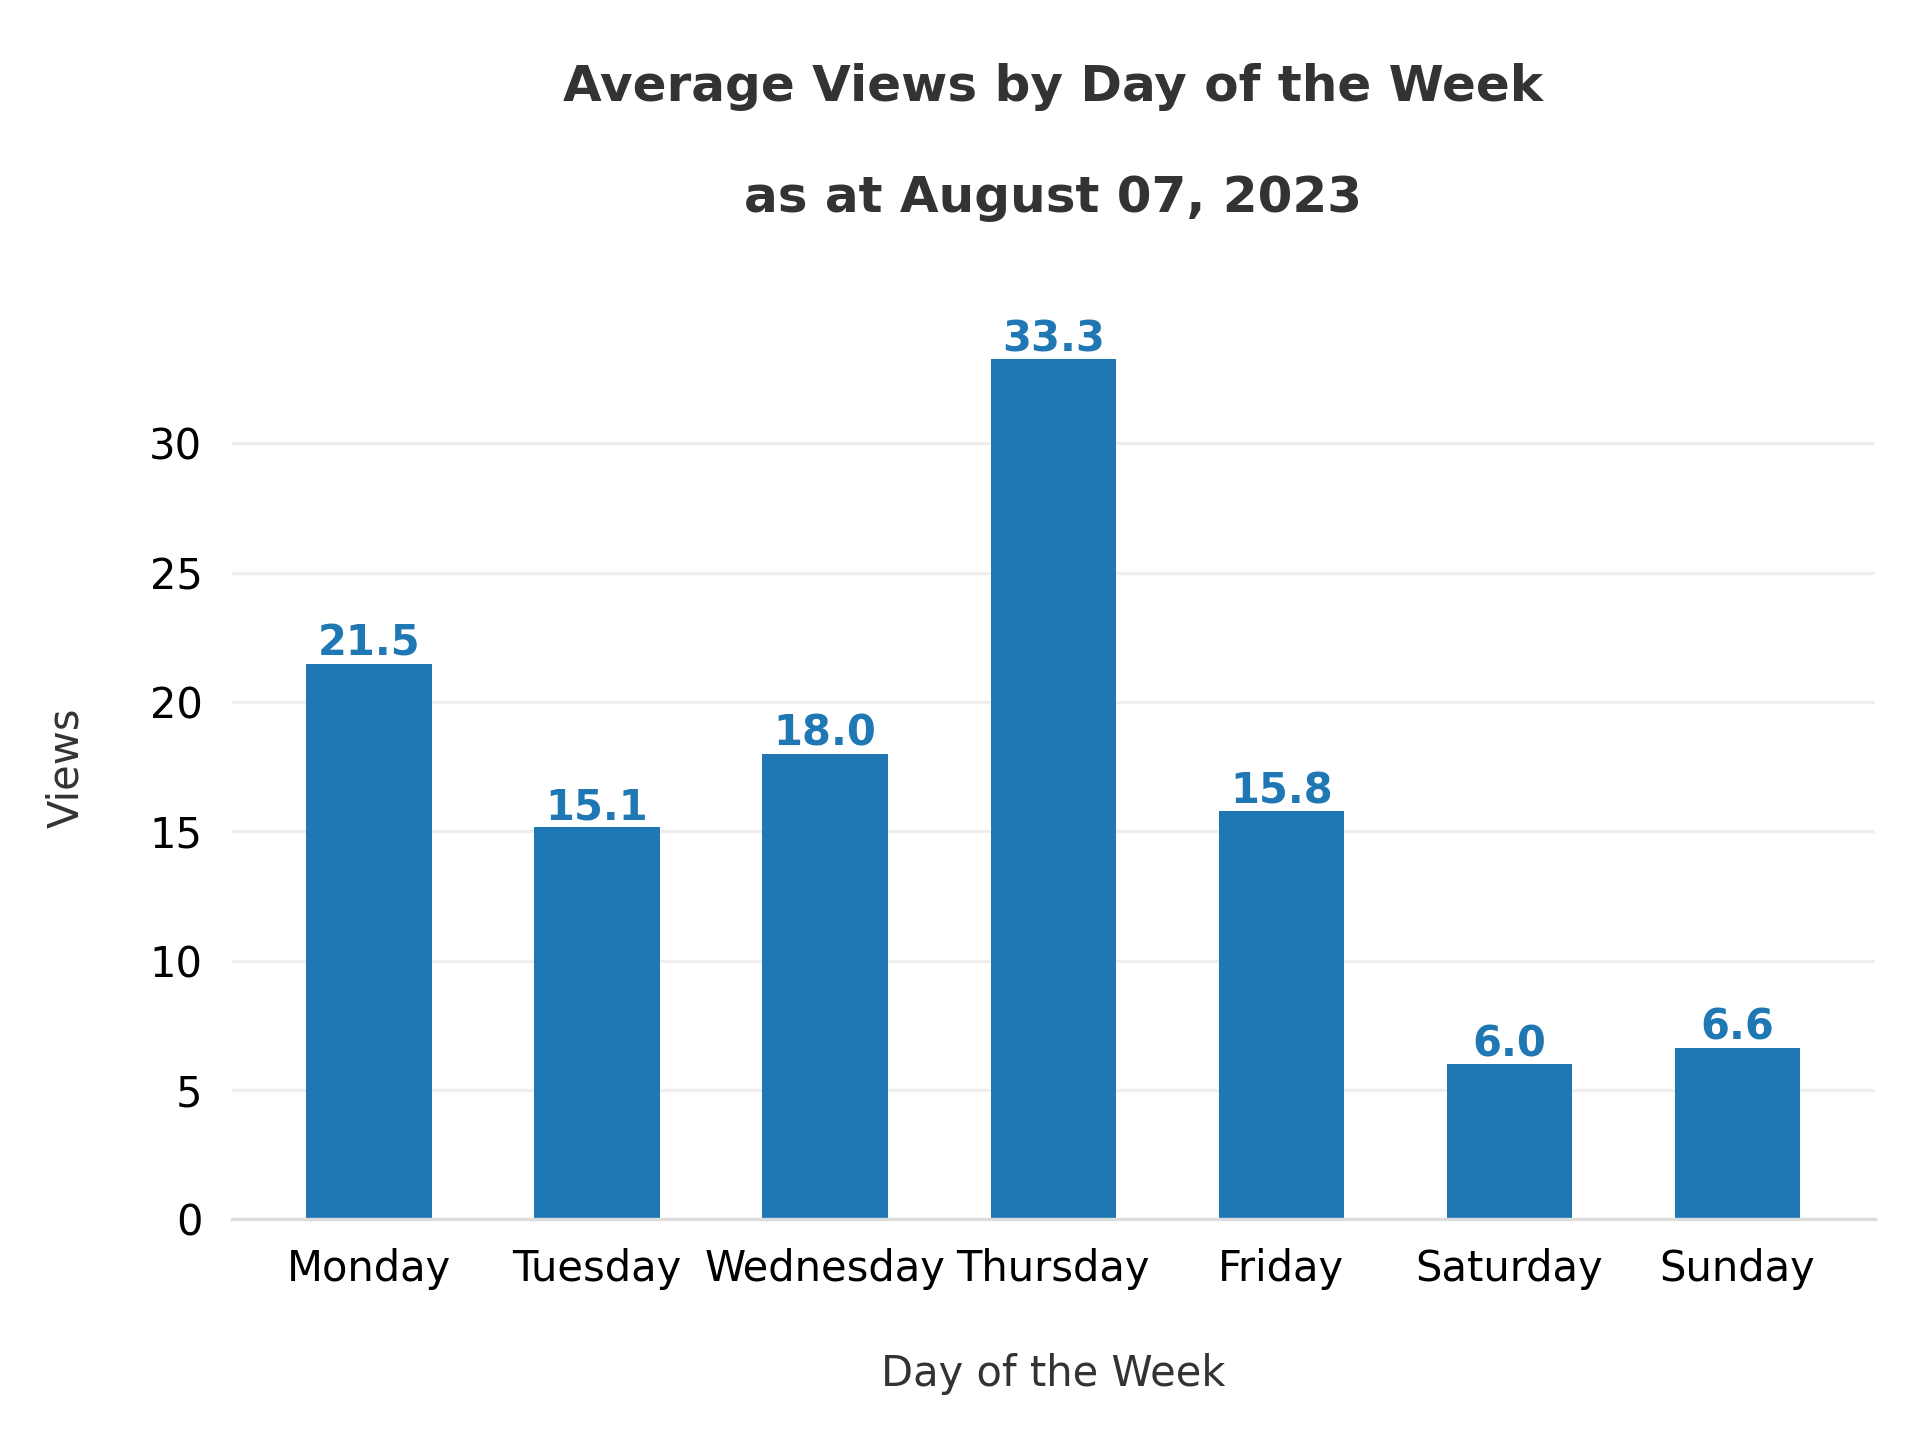 Average Views by Day of the Week
as at August 07, 2023
33.3
30
25
21.5
20
18.0
15.8
15.1
15
10
6.6
6.0
5
0
Views
Monday Tuesday Wednesday Thursday Friday Saturday Sunday
Day of the Week